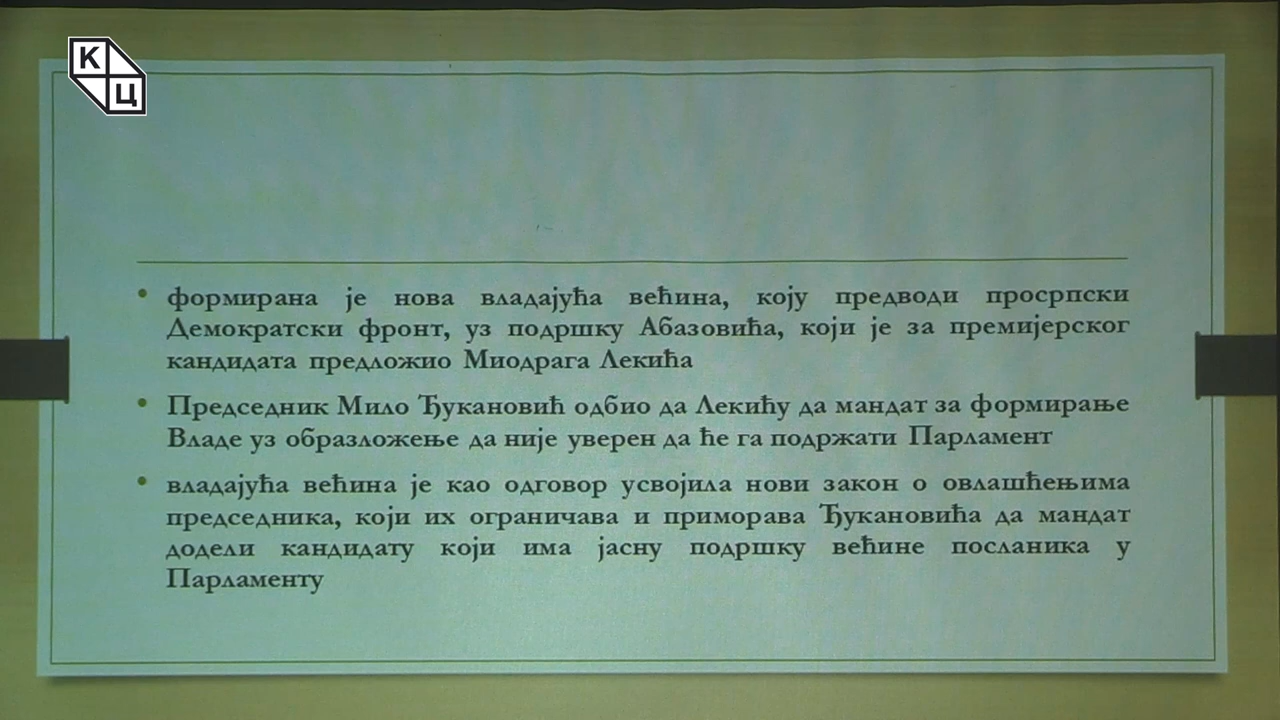 К
Ц
• формирана је нова владајућа већина, коју предводи просрпски
Демократски фронт, уз подршку Абазовића, који је за премијерског
кандидата предложио Миодрага Лекића
• Председник Мило Ђукановић одбио да Лекићу да мандат за формирање
Владе уз образложење да није уверен да ће га подржати Парламент
• владајућа већина је као одговор усвојила нови закон о овлашћењима
председника, који их ограничава и приморава Ђукановића да мандат
додели кандидату који има јасну подршку већине посланика у
Парламенту